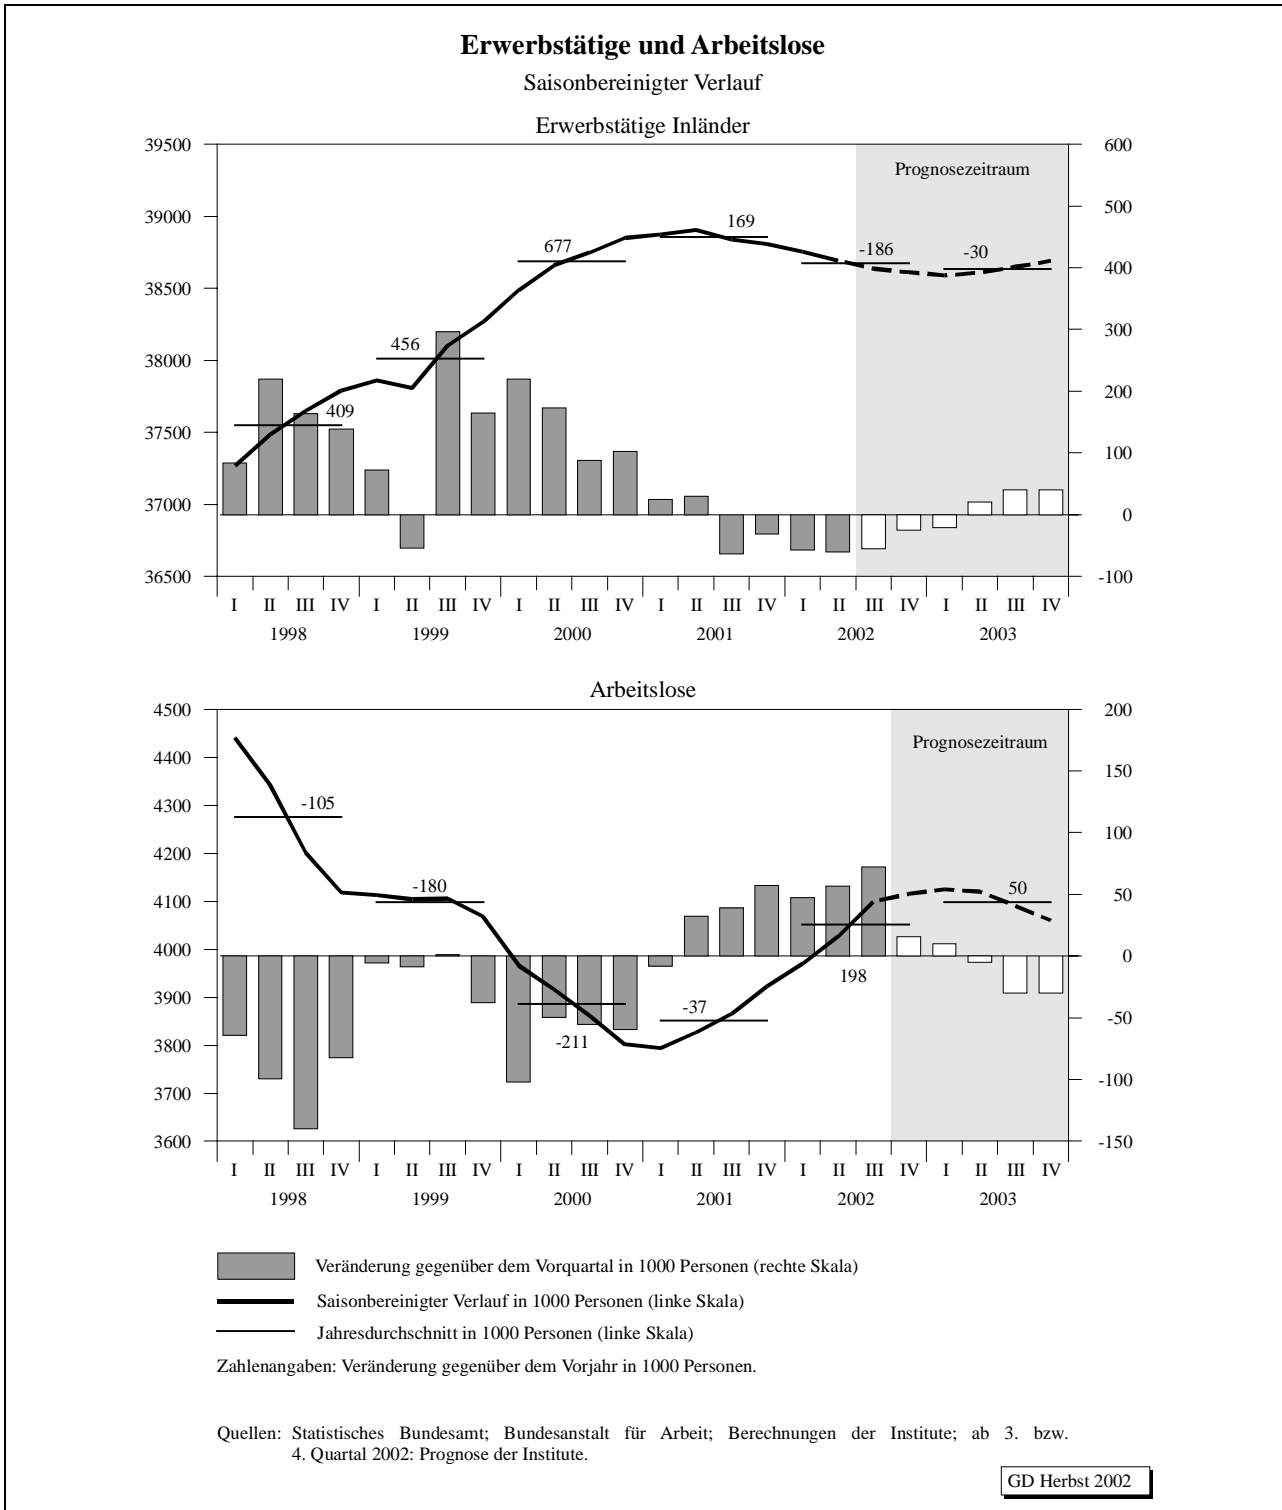 Erwerbstätige und Arbeitslose
Saisonbereinigter Verlauf
Erwerbstätige Inländer
39500 600
Prognosezeitraum
500
39000 169
677 -186 -30
400
38500
300
38000 456
200
37500 409
100
37000
0
36500 -100
I II III IV I II III IV I II III IV I II III IV I II III IV I II III IV
1998 1999 2000 2001 2002 2003
Arbeitslose
4500 200
Prognosezeitraum
4400 150
4300 -105
100
4200
-180 50
4100 50
4000 0
198
3900 -37 -50
3800 -211
-100
3700
3600 -150
I II III IV I II III IV I II III IV I II III IV I II III IV I II III IV
1998 1999 2000 2001 2002 2003
Veränderung gegenüber dem Vorquartal in 1000 Personen (rechte Skala)
Saisonbereinigter Verlauf in 1000 Personen (linke Skala)
Jahresdurchschnitt in 1000 Personen (linke Skala)
Zahlenangaben: Veränderung gegenüber dem Vorjahr in 1000 Personen.
Quellen: Statistisches Bundesamt; Bundesanstalt für Arbeit; Berechnungen der Institute; ab 3. bzw.
4. Quartal 2002: Prognose der Institute.
GD Herbst 2002